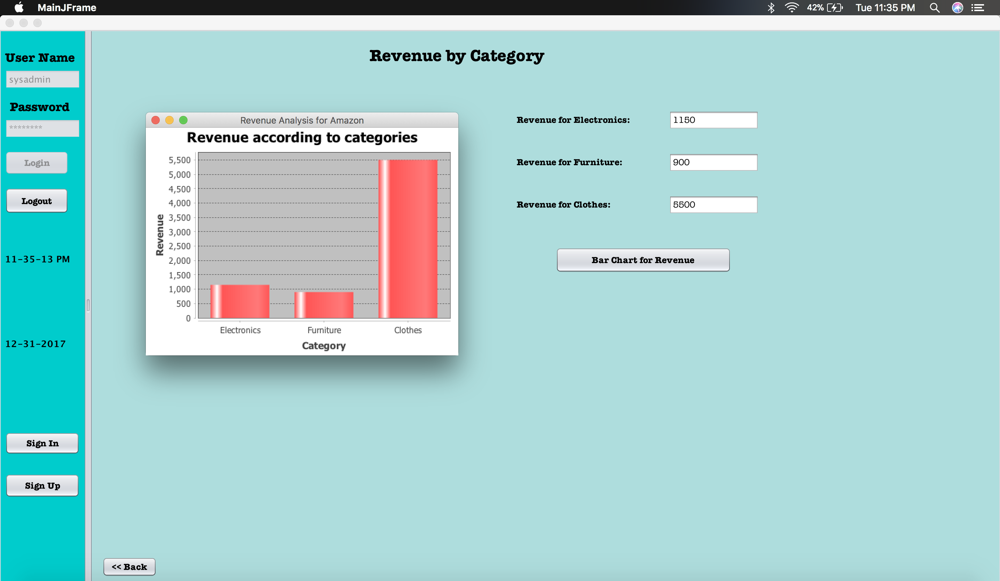 MainJFrame
42%
Tue 11:35 PM
User Name
sysadmin
Password
********
Login
Logout
11-35-13 PM
12-31-2017
Sign In
Sign Up
Revenue by Category
Revenue Analysis for Amazon
Revenue according to categories
Revenue
5,500
5,000
4,500
4,000
3,500
3,000
2,500
2,000
1,500
1,000
500
0
Electronics Furniture Clothes
Category
Revenue for Electronics: 1150
Revenue for Furniture: 900
Revenue for Clothes: 5500
Bar Chart for Revenue
<< Back